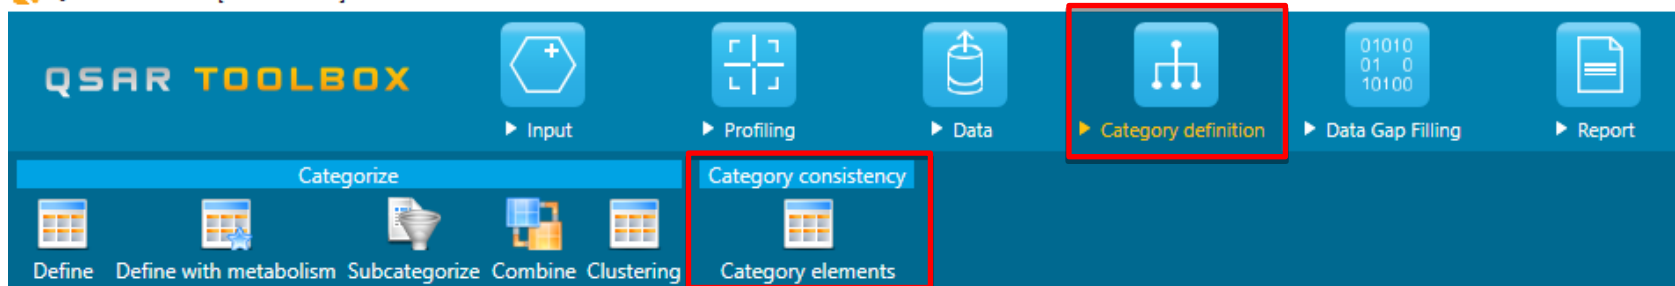 QSAR TOOLBOX
01010
01 0
10100
Input
Profiling
Data
Category definition
Data Gap Filling
Report
Categorize
Category consistency
Define
Define with metabolism
Subcategorize
Combine
Clustering
Category elements